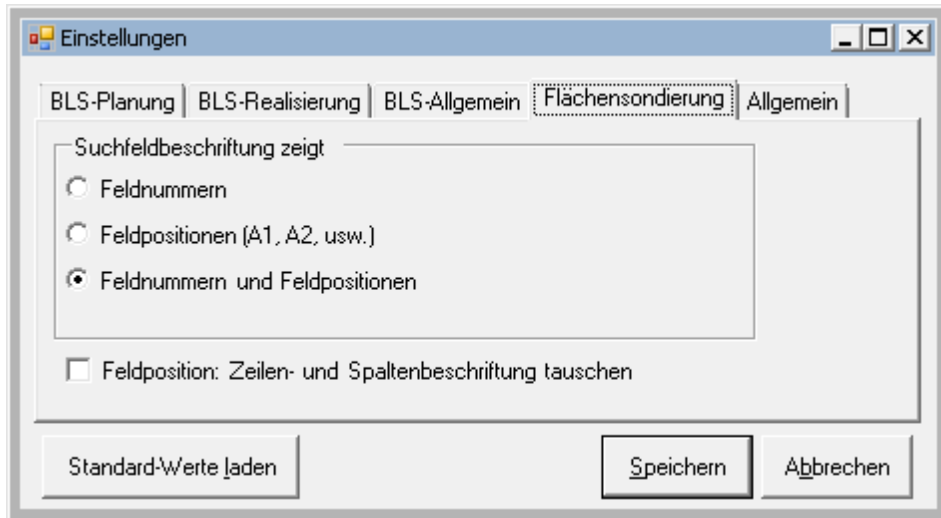 Einstellungen
BLS-Planung BLS-Realisierung BLS-Allgemein Flächensondierung Allgemein
Suchfeldbeschriftung zeigt
Feldnummern
Feldpositionen (A1, A2, usw.)
Feldnummern und Feldpositionen
Feldposition: Zeilen- und Spaltenbeschriftung tauschen
Standard-Werte laden Speichern Abbrechen